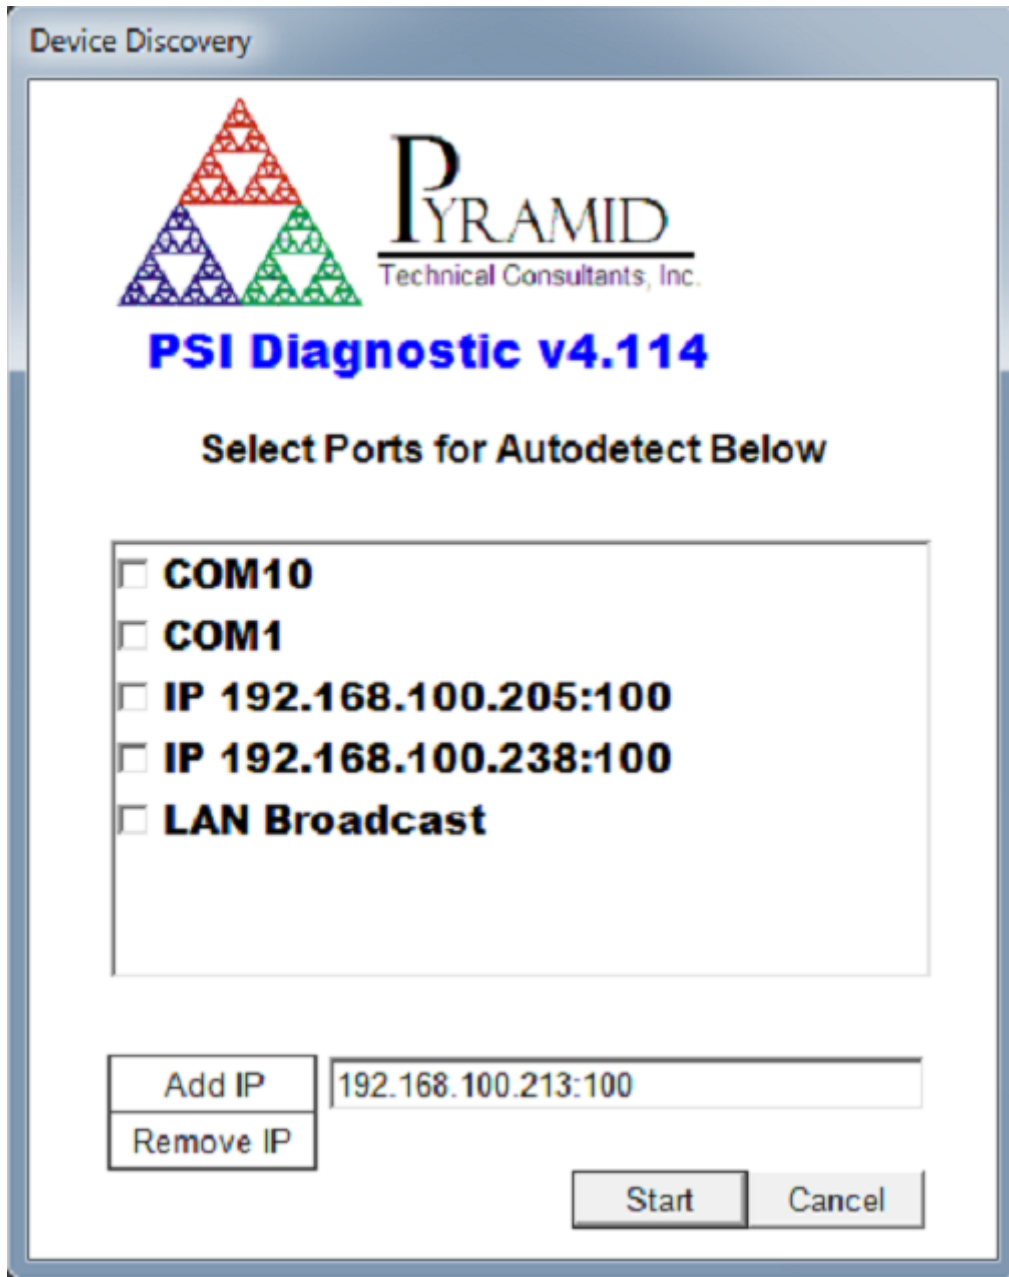 Device Discovery
PYRAMID
Technical Consultants, Inc.
PSI Diagnostic v4.114
Select Ports for Autodetect Below
COM10
COM1
IP 192.168.100.205:100
IP 192.168.100.238:100
LAN Broadcast
Add IP 192.168.100.213:100
Remove IP
Start Cancel